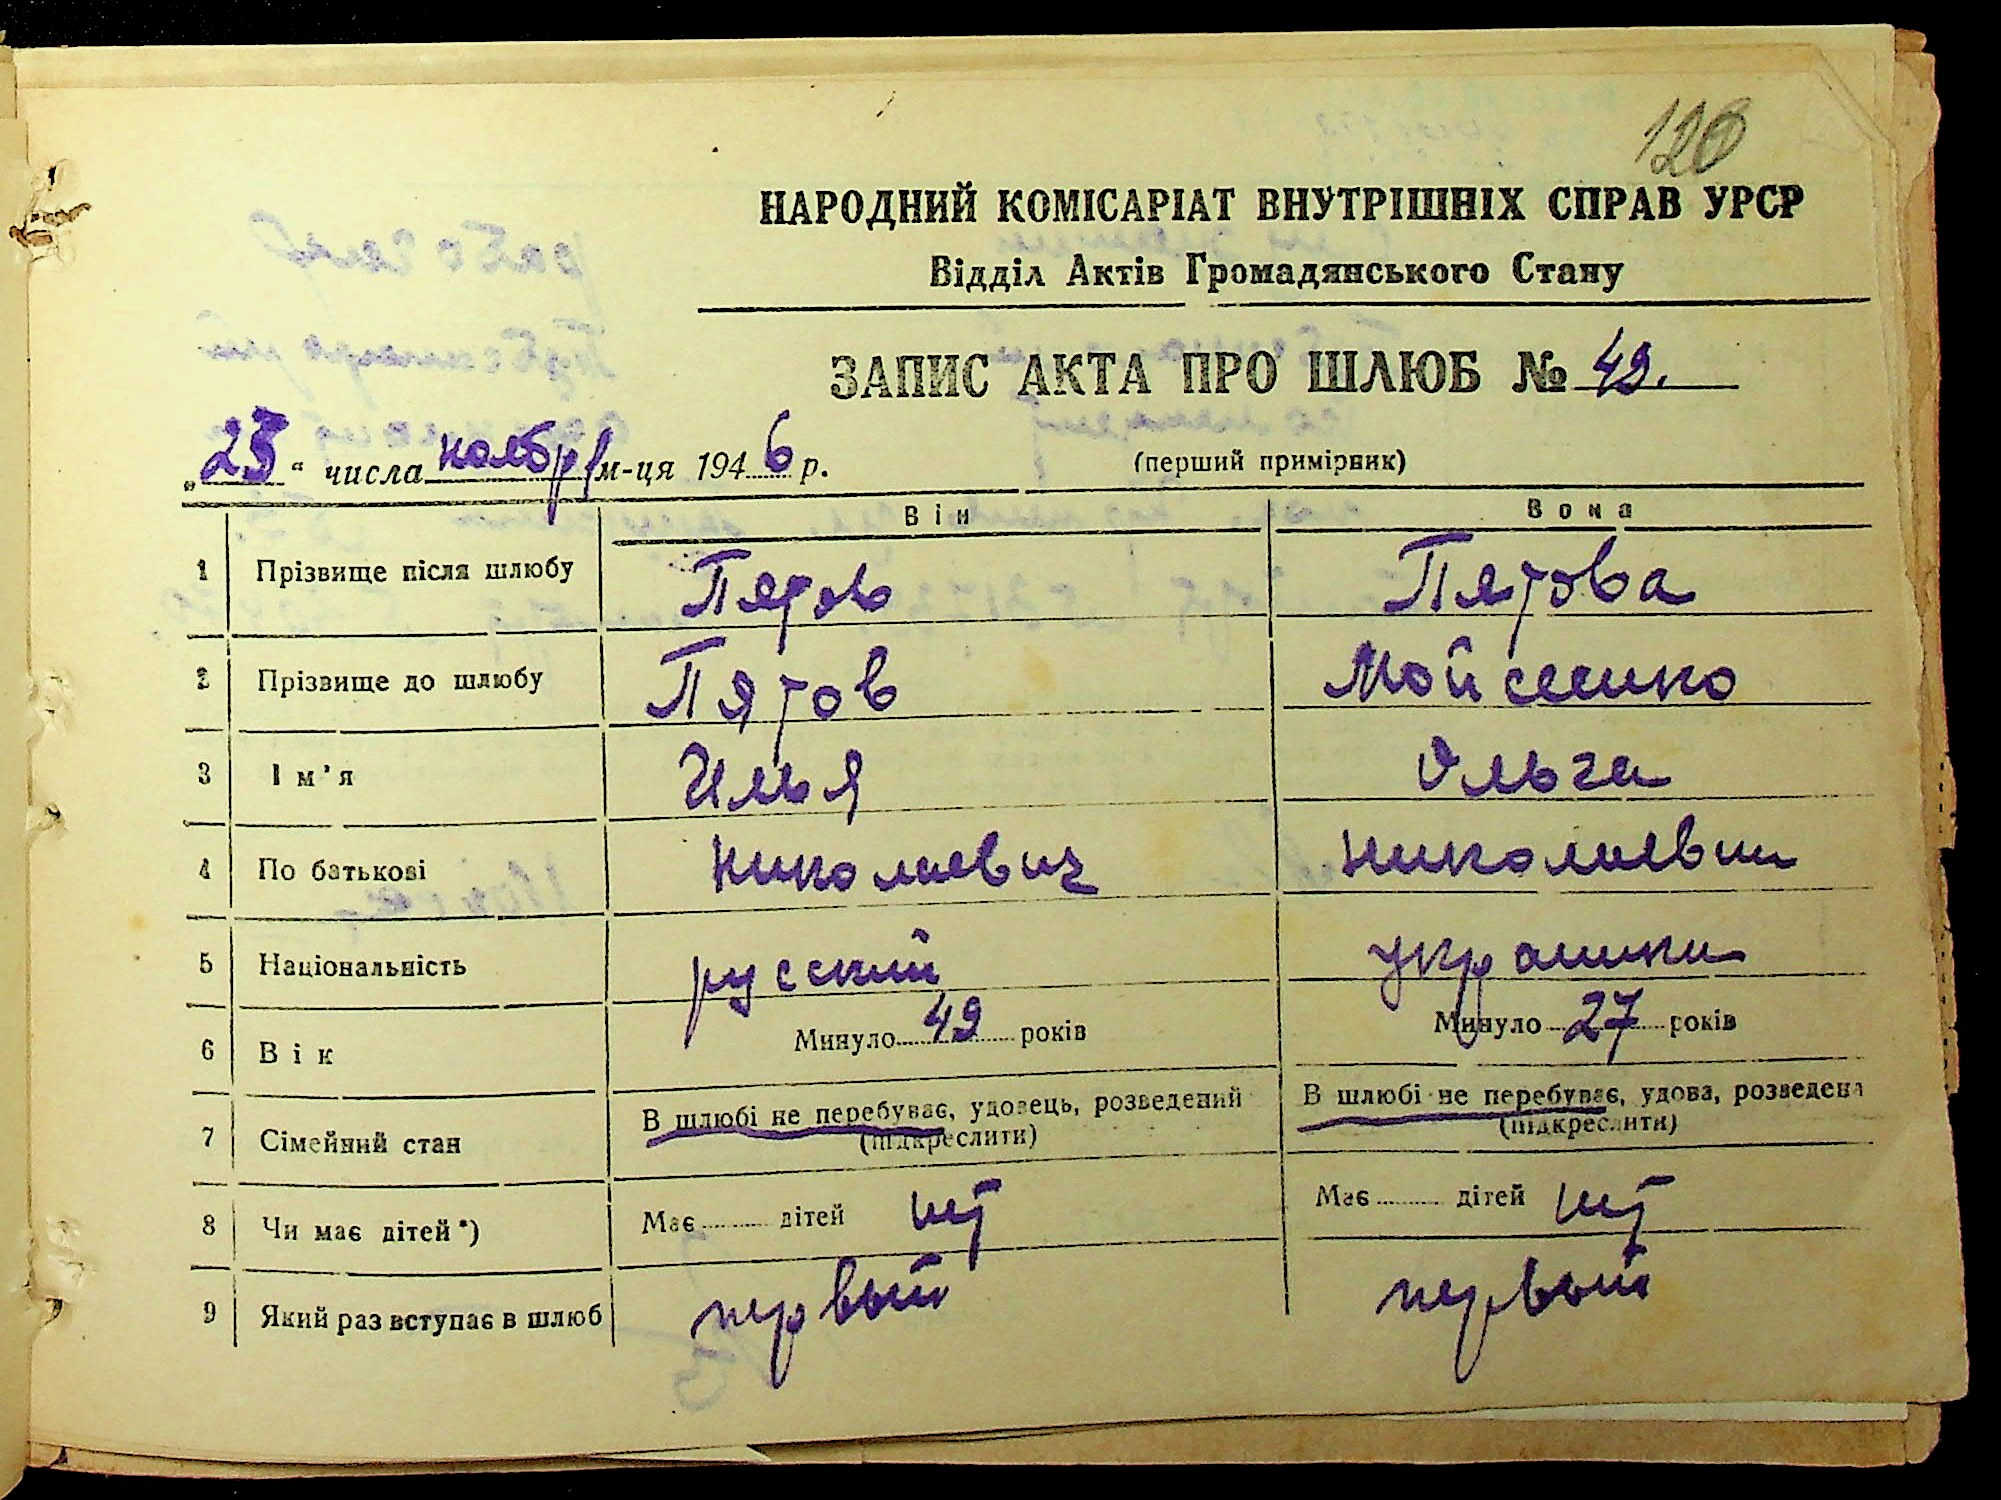 120
НАРОДНИЙ КОМІСАРІАТ ВНУТРІШНІХ СПРАВ УРСР
Відділ Актів Громадянського Стану
ЗАПИС АКТА ПРО ШЛЮБ № 49.
„23“ числа ноября м-ця 1946 р. (перший примірник)
Він Вона
1 Прізвище після шлюбу Пятов Пятова
2 Прізвище до шлюбу Пятов Мойсеенко
3 Ім’я Илья Ольга
4 По батькові Николаевич Николаевна
5 Національність русский украинка
6 Вік Минуло 49 років Минуло 27 років
7 Сімейний стан В шлюбі не перебуває, удовець, розведений В шлюбі не перебуває, удова, розведена
(підкреслити) (підкреслити)
8 Чи має дітей*) Має дітей нет Має дітей нет
9 Який раз вступає в шлюб первый первый